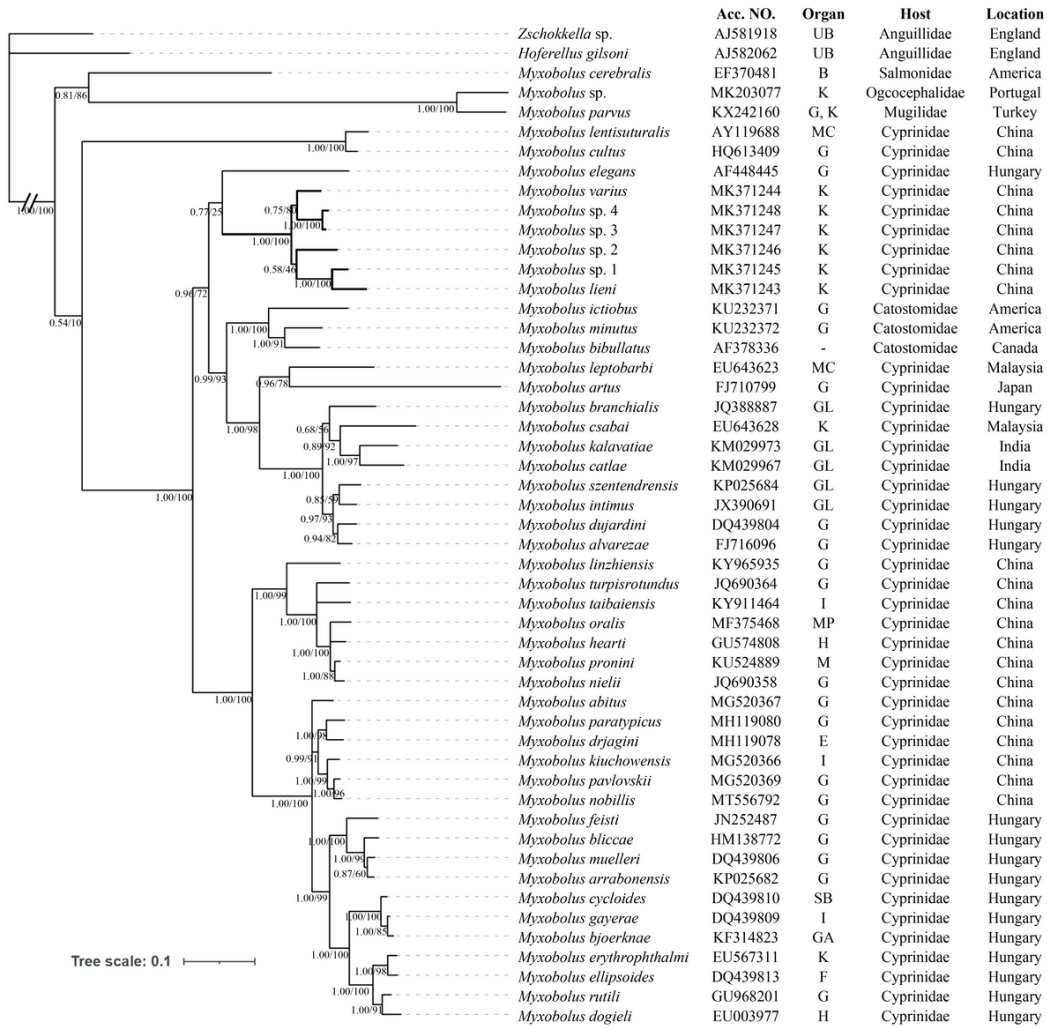 Acc. NO. Organ Host Location
Zschokkella sp. AJ581918 UB Anguillidae England
Hoferellus gilsoni AJ582062 UB Anguillidae England
Myxobolus cerebralis EF370481 B Salmonidae America
0.81/86
Myxobolus sp. MK203077 K Ogcocephalidae Portugal
1.00/100
Myxobolus parvus KX242160 G, K Mugilidae Turkey
Myxobolus lentisuturalis AY119688 MC Cyprinidae China
1.00/100
Myxobolus cultus HQ613409 G Cyprinidae China
Myxobolus elegans AF448445 G Cyprinidae Hungary
Myxobolus varius MK371244 K Cyprinidae China
1.00/100 0.77/25 0.75/80
Myxobolus sp. 4 MK371248 K Cyprinidae China
1.00/100
Myxobolus sp. 3 MK371247 K Cyprinidae China
1.00/100
Myxobolus sp. 2 MK371246 K Cyprinidae China
0.58/46
Myxobolus sp. 1 MK371245 K Cyprinidae China
1.00/100
Myxobolus lieni MK371243 K Cyprinidae China
0.96/72
Myxobolus ictiobus KU232371 G Catostomidae America
0.54/10
Myxobolus minutus KU232372 G Catostomidae America
1.00/100
1.00/91
Myxobolus bibullatus AF378336 - Catostomidae Canada
Myxobolus leptobarbi EU643623 MC Cyprinidae Malaysia
0.99/93
0.96/78
Myxobolus artus FJ710799 G Cyprinidae Japan
Myxobolus branchialis JQ388887 GL Cyprinidae Hungary
1.00/98 0.68/56
Myxobolus csabai EU643628 K Cyprinidae Malaysia
0.89/92
Myxobolus kalavatiae KM029973 GL Cyprinidae India
1.00/97
Myxobolus catlae KM029967 GL Cyprinidae India
1.00/100 1.00/100
Myxobolus szentendrensis KP025684 GL Cyprinidae Hungary
0.85/59
Myxobolus intimus JX390691 GL Cyprinidae Hungary
0.97/93
Myxobolus dujardini DQ439804 G Cyprinidae Hungary
0.94/82
Myxobolus alvarezae FJ716096 G Cyprinidae Hungary
Myxobolus linzhiensis KY965935 G Cyprinidae China
Myxobolus turpisrotundus JQ690364 G Cyprinidae China
1.00/99
Myxobolus taibaiensis KY911464 I Cyprinidae China
Myxobolus oralis MF375468 MP Cyprinidae China
1.00/100
Myxobolus hearti GU574808 H Cyprinidae China
1.00/100
Myxobolus pronini KU524889 M Cyprinidae China
1.00/88
Myxobolus nielii JQ690358 G Cyprinidae China
1.00/100
Myxobolus abitus MG520367 G Cyprinidae China
Myxobolus paratypicus MH119080 G Cyprinidae China
1.00/98
Myxobolus drjagini MH119078 E Cyprinidae China
0.99/91
Myxobolus kiuchowensis MG520366 I Cyprinidae China
1.00/99
Myxobolus pavlovskii MG520369 G Cyprinidae China
1.00/96
Myxobolus nobillis MT556792 G Cyprinidae China
1.00/100
Myxobolus feisti JN252487 G Cyprinidae Hungary
1.00/100
Myxobolus bliccae HM138772 G Cyprinidae Hungary
1.00/99
Myxobolus muelleri DQ439806 G Cyprinidae Hungary
0.87/60
Myxobolus arrabonensis KP025682 G Cyprinidae Hungary
1.00/99
Myxobolus cycloides DQ439810 SB Cyprinidae Hungary
1.00/100
Myxobolus gayerae DQ439809 I Cyprinidae Hungary
1.00/85
Myxobolus bjoerknae KF314823 GA Cyprinidae Hungary
1.00/100
Myxobolus erythrophthalmi EU567311 K Cyprinidae Hungary
Tree scale: 0.1
1.00/98
Myxobolus ellipsoides DQ439813 F Cyprinidae Hungary
1.00/100
Myxobolus rutili GU968201 G Cyprinidae Hungary
1.00/91
Myxobolus dogieli EU003977 H Cyprinidae Hungary